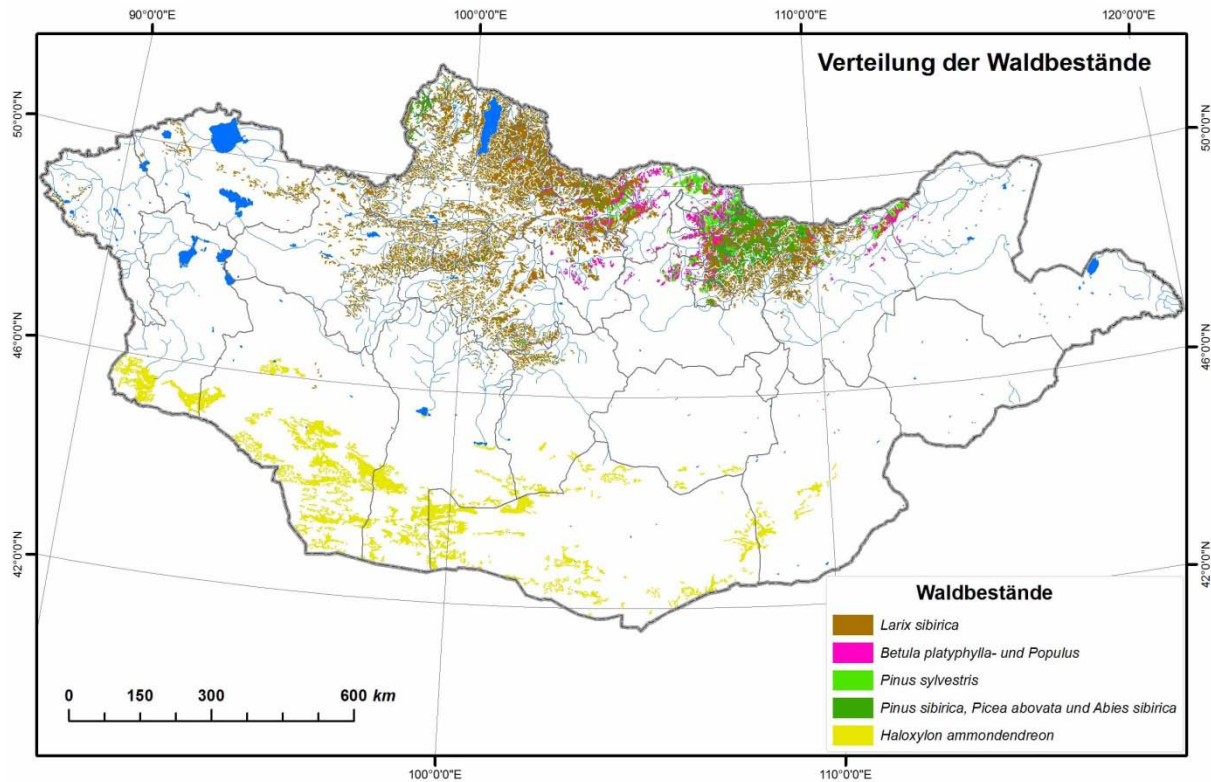 90°0'0"E 100°0'0"E 110°0'0"E 120°0'0"E
Verteilung der Waldbestände
50°0'0"N
50°0'0"N
46°0'0"N
46°0'0"N
42°0'0"N
42°0'0"N
Waldbestände
Larix sibirica
Betula platyphylla- und Populus
Pinus sylvestris
Pinus sibirica, Picea abovata und Abies sibirica
Haloxylon ammondendreon
0 150 300 600 km
100°0'0"E 110°0'0"E